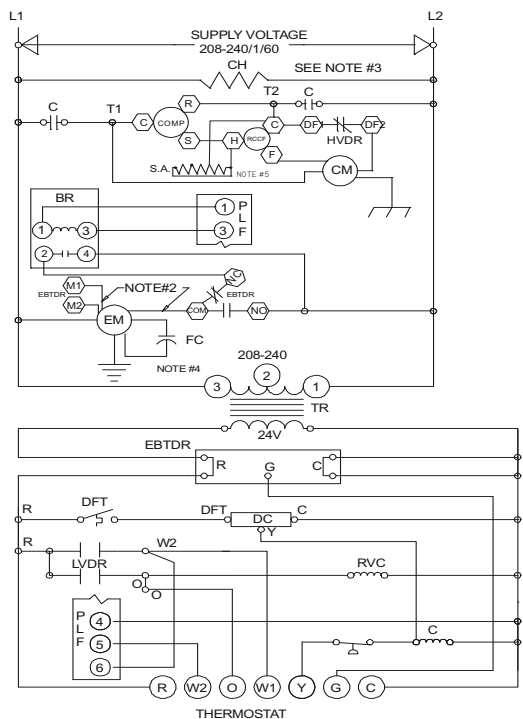 L1 L2
SUPPLY VOLTAGE
208-240/1/60
CH SEE NOTE #3
C T1 T2 C
C COMP R S H RCCF C F DF1 DF2
HVDR
S.A. NOTE #5
CM
BR
1 3 1 P
3 L
2 4 F
M1 NOTE#2 NC
EBTDR EBTDR
M2 COM NO
EM
FC
NOTE #4
208-240
3 2 1
TR
24V
EBTDR
R G C
DFT
R DFT DC C
Y
R W2
LVDR RVC
O
O
P 4 C
L 5
F 6
R W2 O W1 Y G C
THERMOSTAT